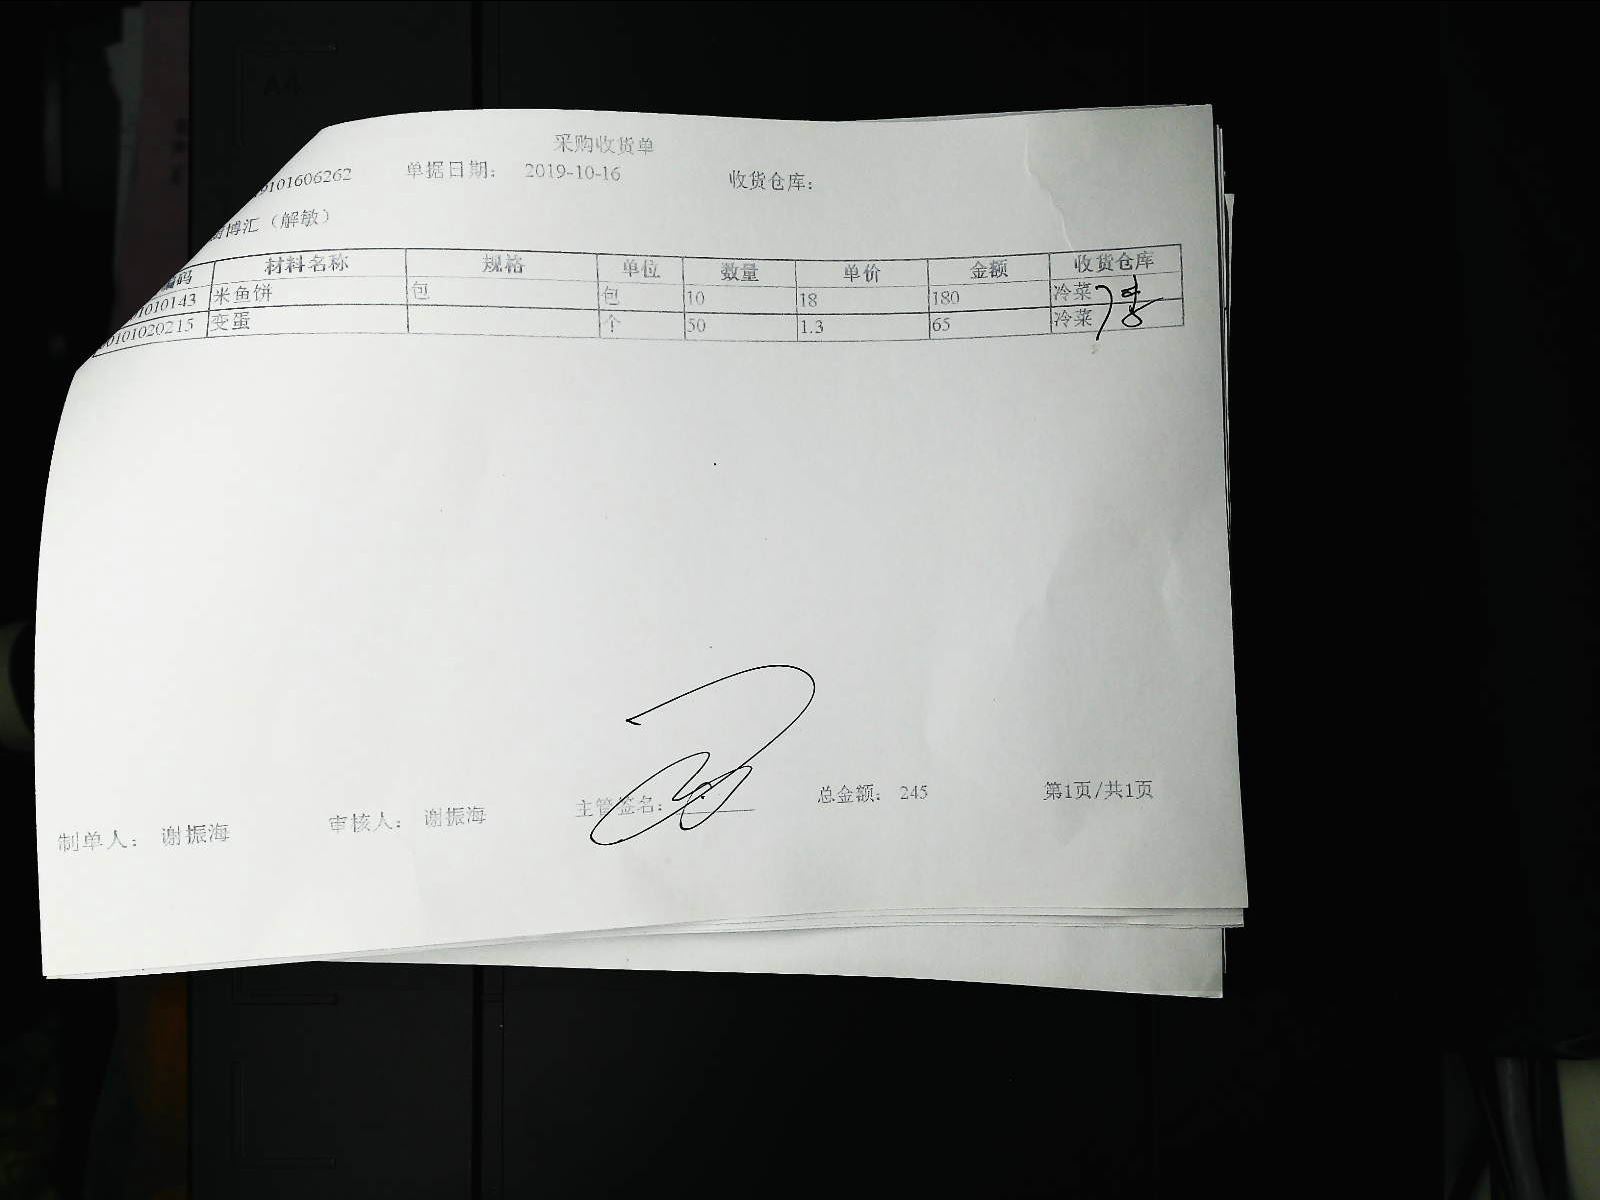 采购收货单
9101606262 单据日期： 2019-10-16 收货仓库：
博汇（解敏）
编码 材料名称 规格 单位 数量 单价 金额 收货仓库
1010143 米鱼饼 包 包 10 18 180 冷菜
0101020215 变蛋 个 50 1.3 65 冷菜
制单人： 谢振海 审核人： 谢振海 主管签名： 总金额： 245 第1页/共1页